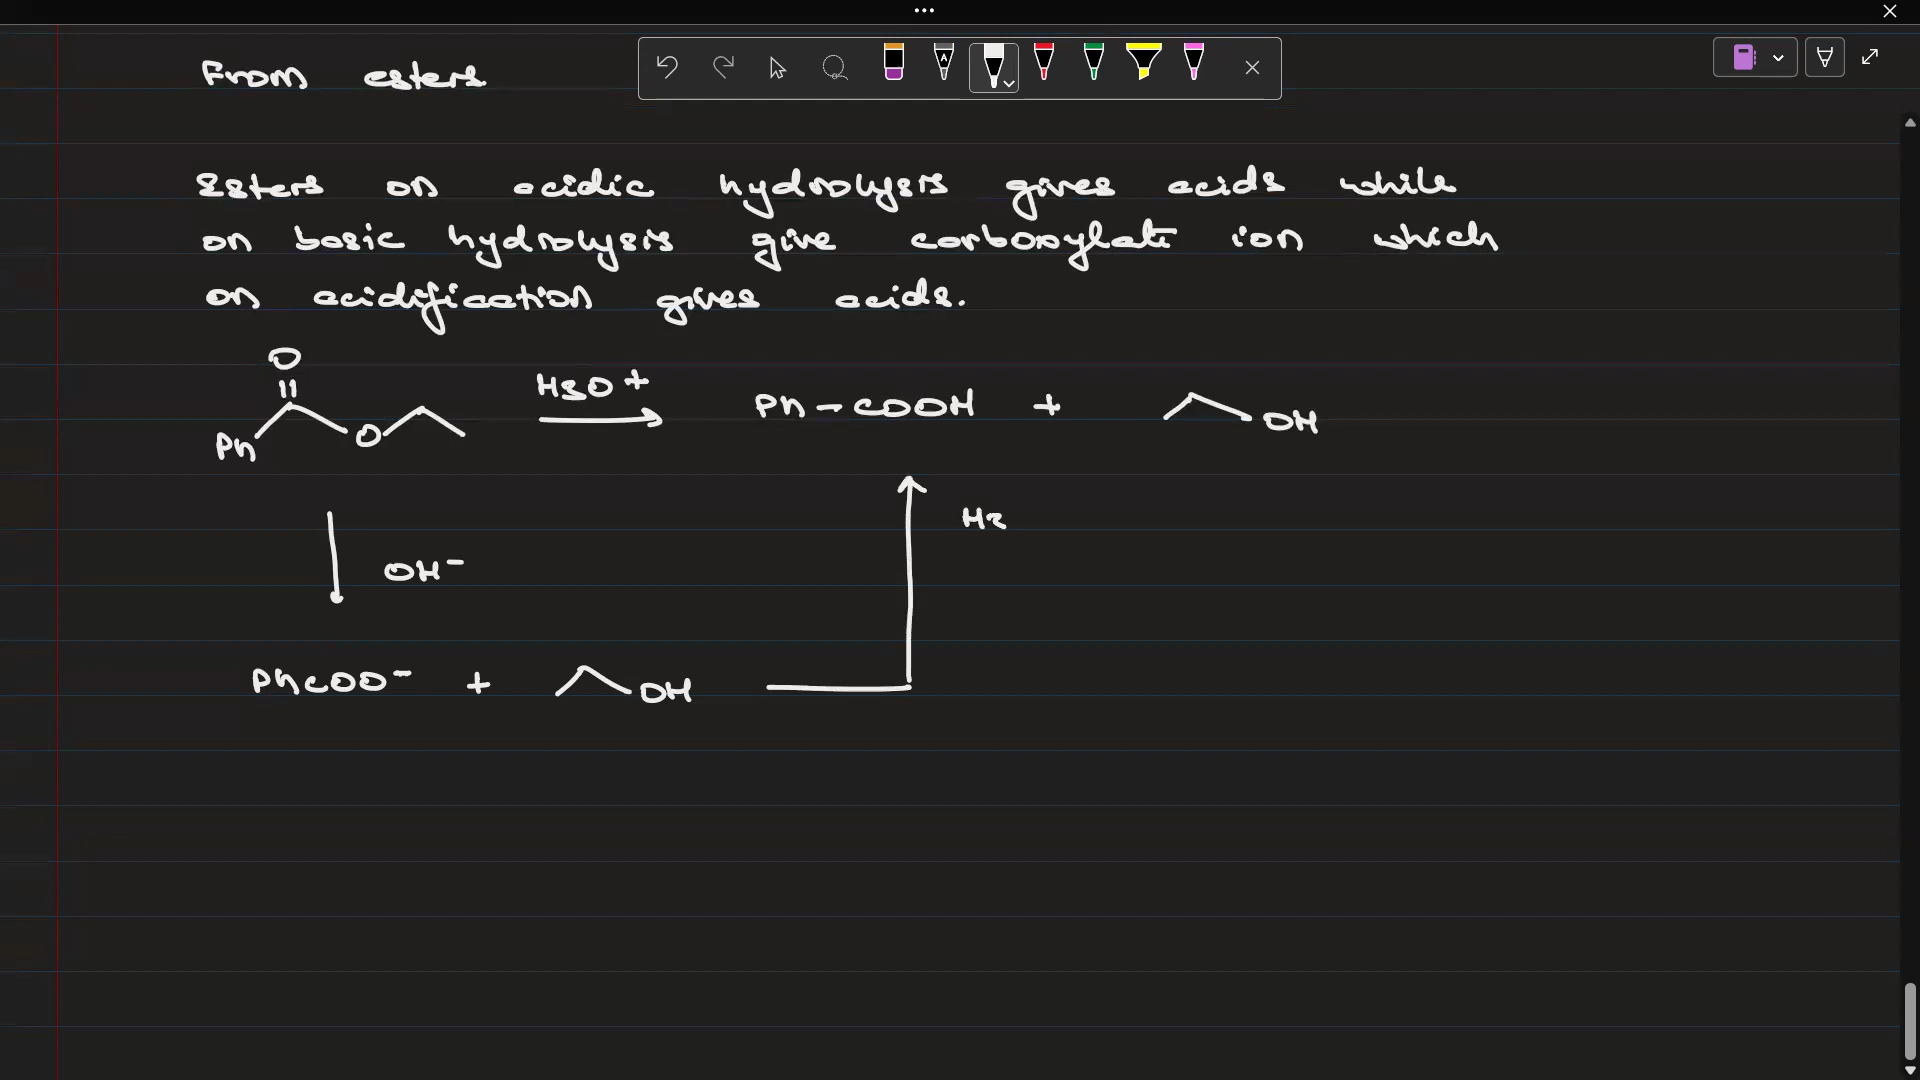 From esters.
Esters on acidic hydrolysis gives acids while
on basic hydrolysis give carboxylate ion which
on acidification gives acids.
O
Ph O H3O+ Ph-COOH + OH
H2
OH-
PhCOO- + OH